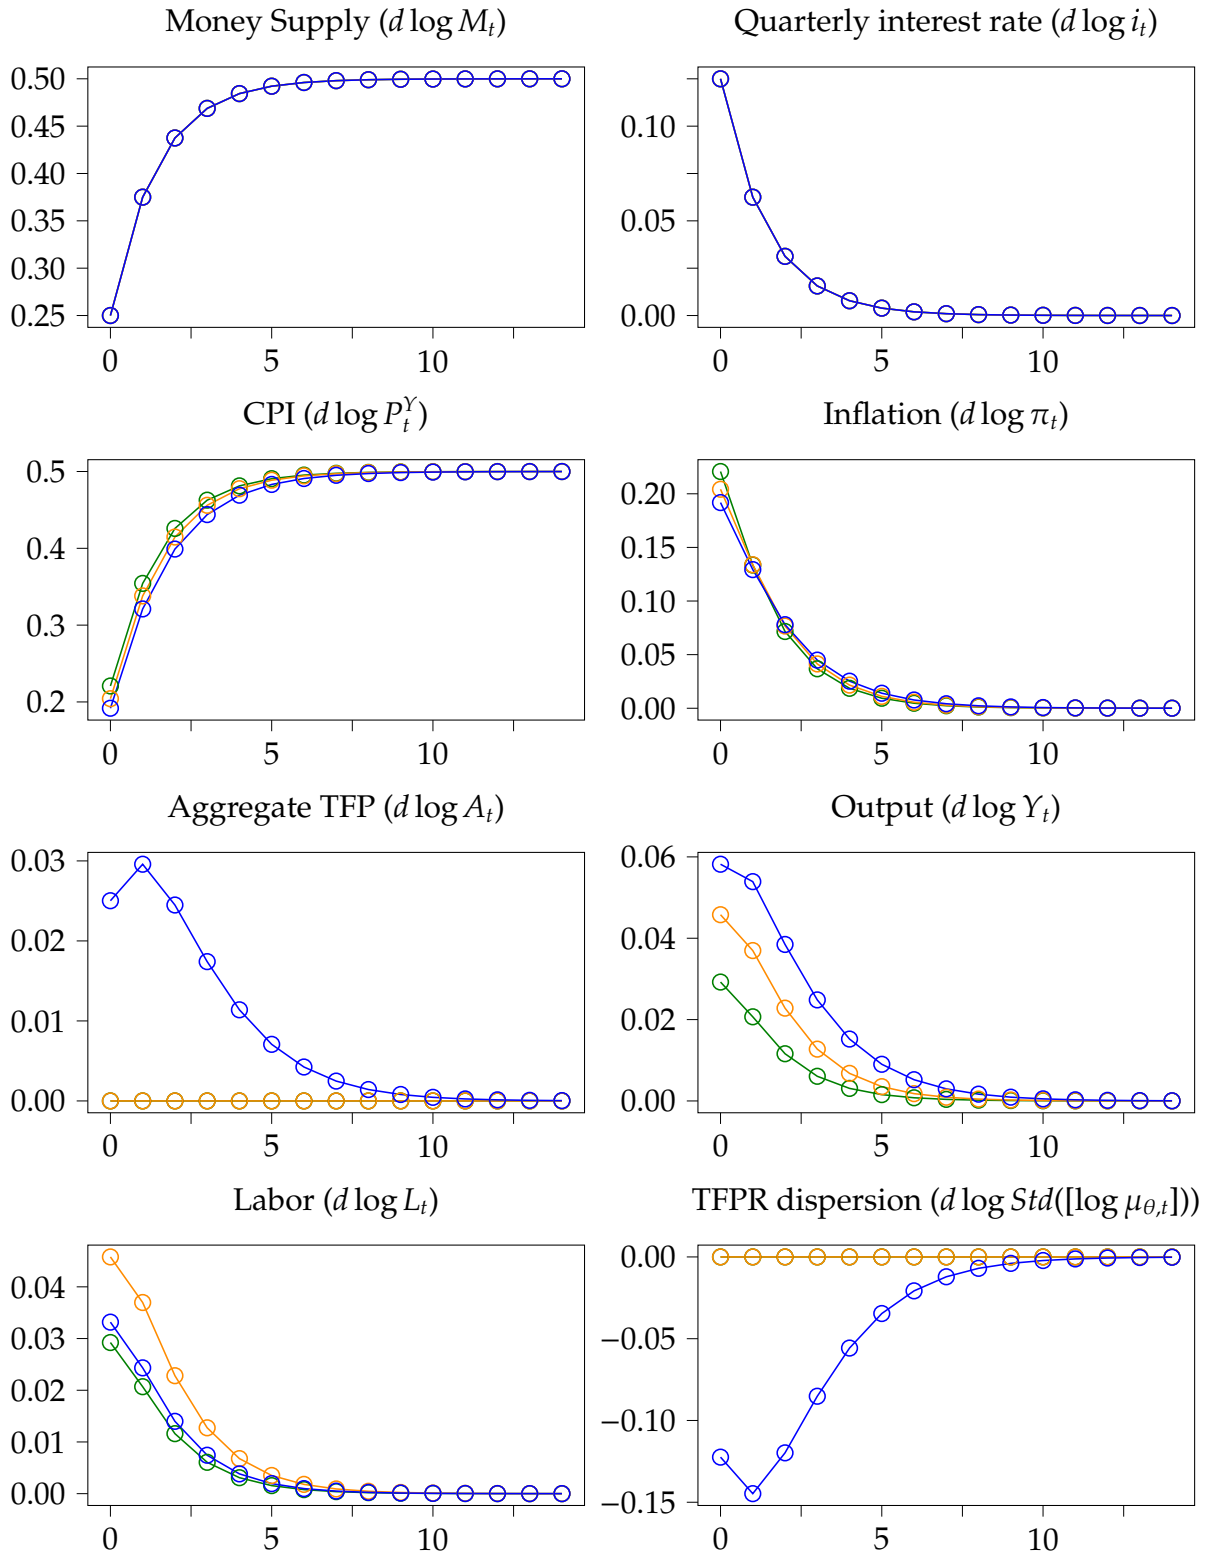 Money Supply (d log M_t) Quarterly interest rate (d log i_t)
0.50
0.45
0.40
0.35
0.30
0.25
0 5 10
0.10
0.05
0.00
0 5 10
CPI (d log P_t^Y) Inflation (d log π_t)
0.5
0.4
0.3
0.2
0 5 10
0.20
0.15
0.10
0.05
0.00
0 5 10
Aggregate TFP (d log A_t) Output (d log Y_t)
0.03
0.02
0.01
0.00
0 5 10
0.06
0.04
0.02
0.00
0 5 10
Labor (d log L_t) TFPR dispersion (d log Std([log μ_{θ,t}]))
0.04
0.03
0.02
0.01
0.00
0 5 10
0.00
−0.05
−0.10
−0.15
0 5 10